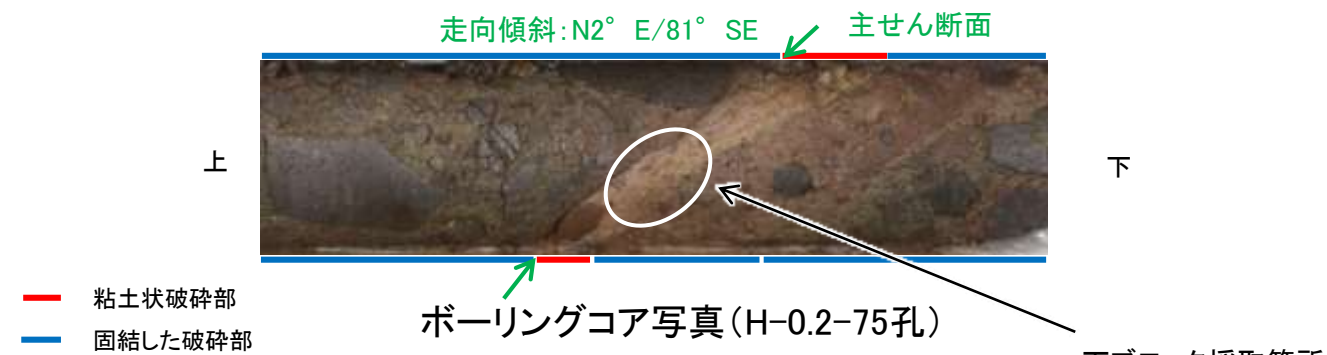 走向傾斜:N2°E/81°SE
主せん断面
上
下
粘土状破砕部
固結した破砕部
ボーリングコア写真(H-0.2-75孔)